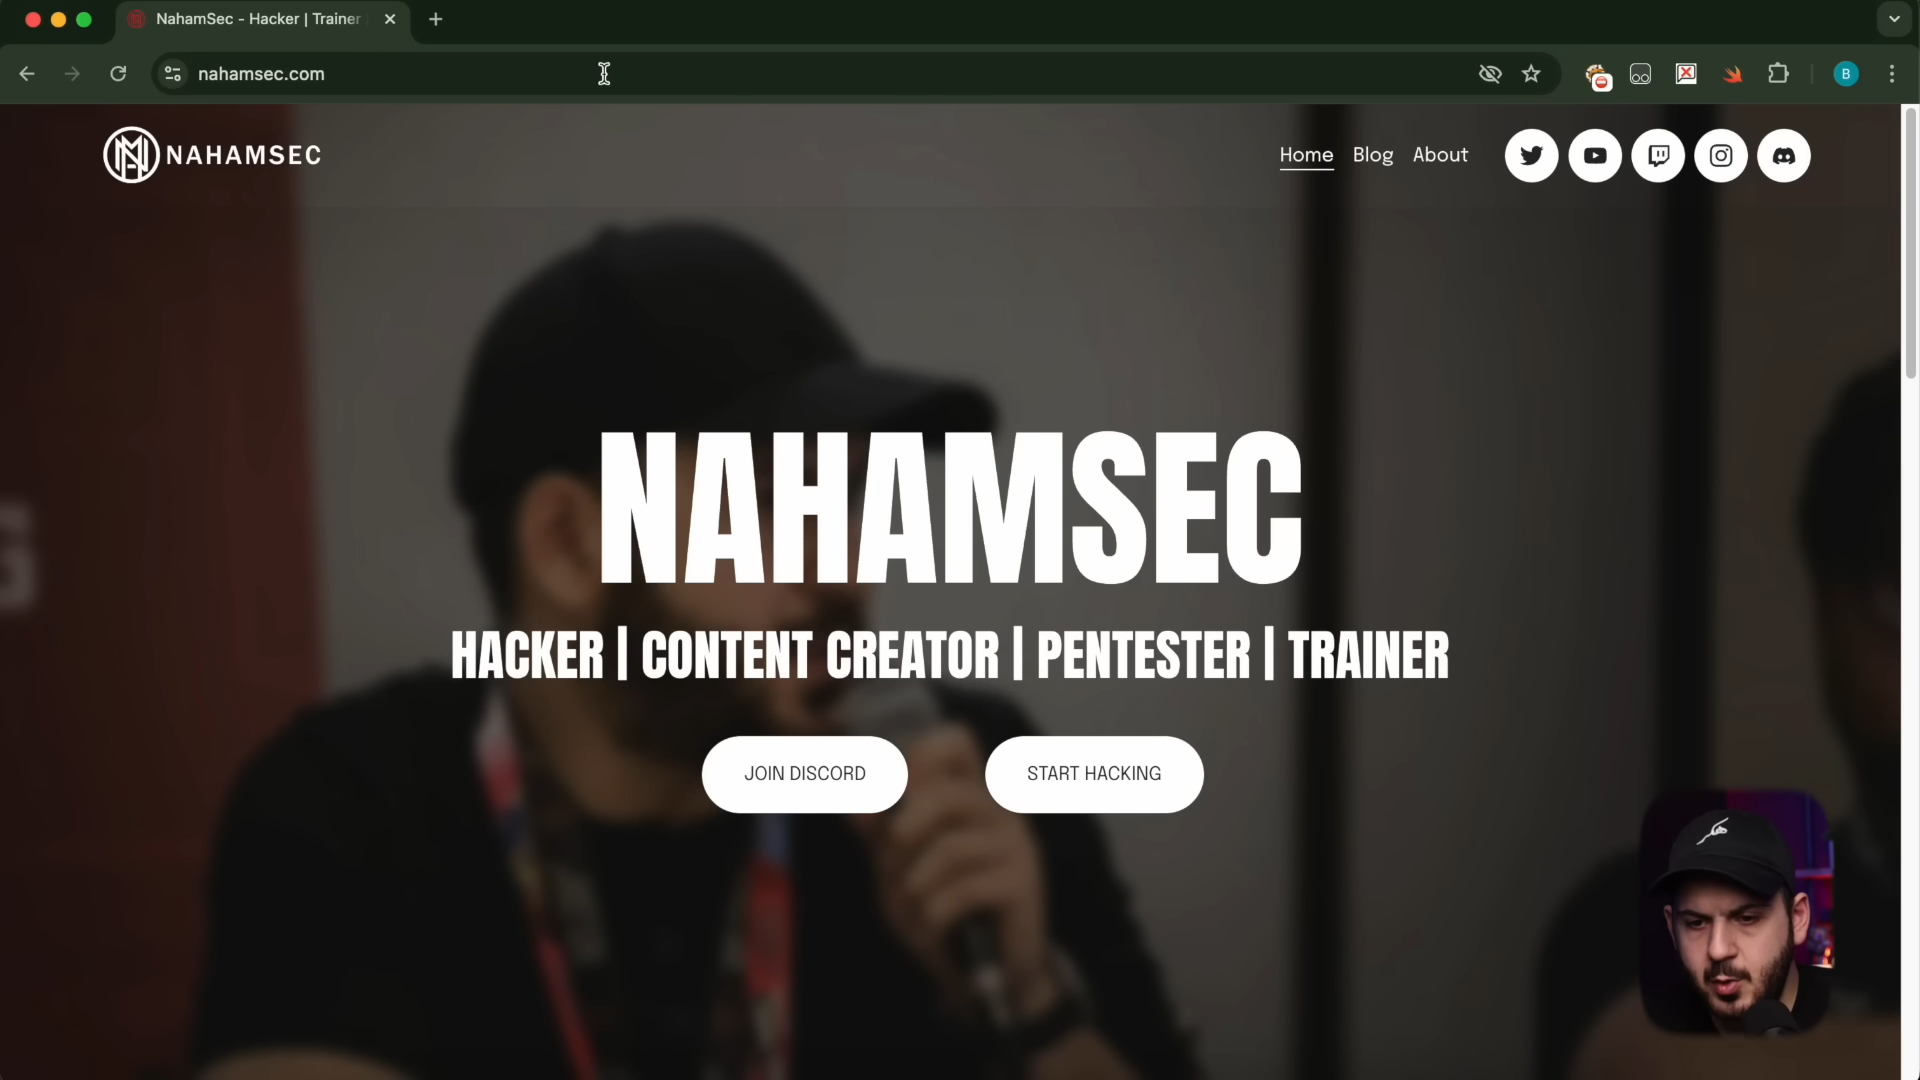 NahamSec - Hacker | Trainer
nahamsec.com
B
NAHAMSEC
Home Blog About
NAHAMSEC
HACKER | CONTENT CREATOR | PENTESTER | TRAINER
JOIN DISCORD START HACKING